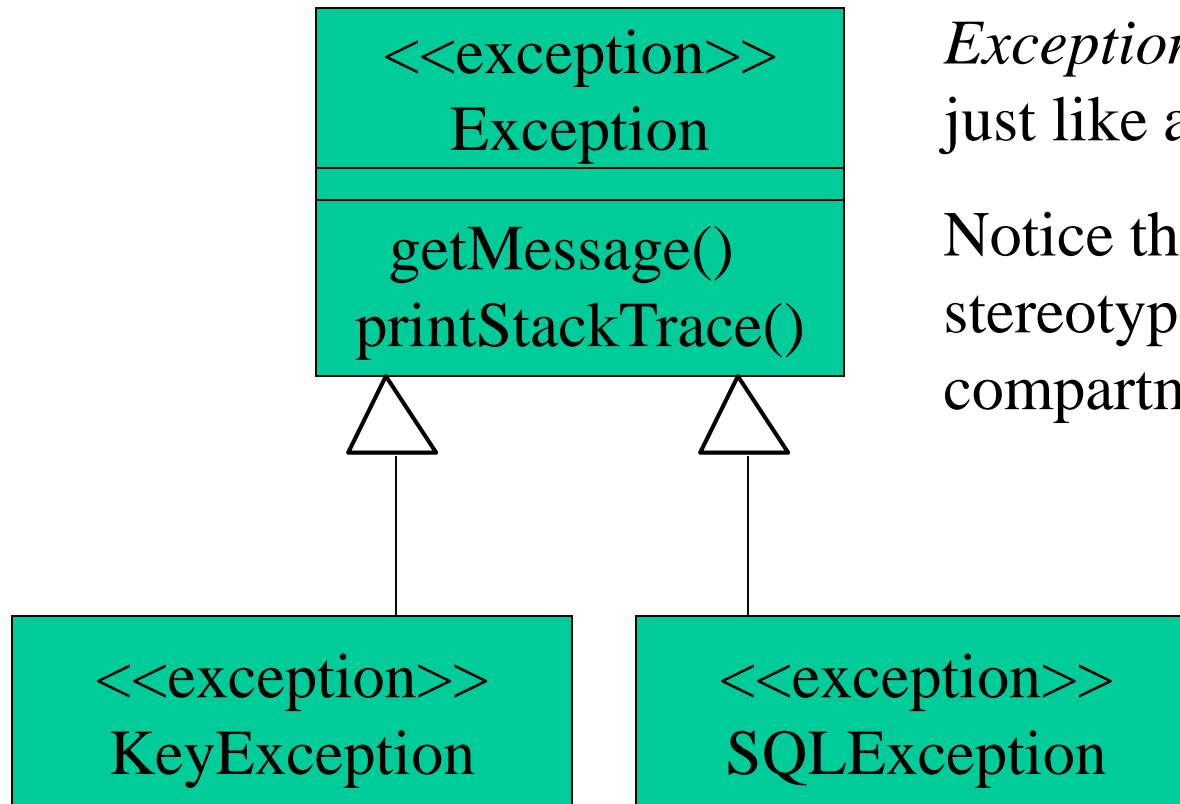 <<exception>>
Exception
getMessage()
printStackTrace()
<<exception>>
KeyException
<<exception>>
SQLException
just like
Notice